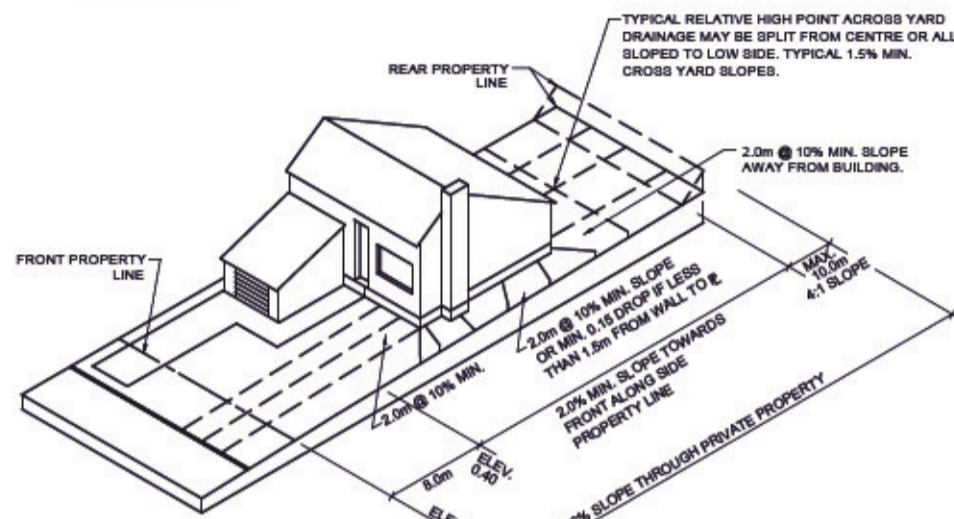 TYPICAL RELATIVE HIGH POINT ACROSS YARD
DRAINAGE MAY BE SPLIT FROM CENTRE OR ALL
SLOPED TO LOW SIDE. TYPICAL 1.5% MIN.
CROSS YARD SLOPES.
REAR PROPERTY
LINE
2.0m @ 10% MIN. SLOPE
AWAY FROM BUILDING.
FRONT PROPERTY
LINE
MAX.
10.0m
4:1 SLOPE
2.0m @ 10% MIN. SLOPE
OR MIN. 0.15 DROP IF LESS
THAN 1.5m FROM WALL TO
2.0m @ 10% MIN.
2.0% MIN. SLOPE TOWARDS
FRONT ALONG SIDE
PROPERTY LINE
8.0m
ELEV.
0.40
% SLOPE THROUGH PRIVATE PROPERTY